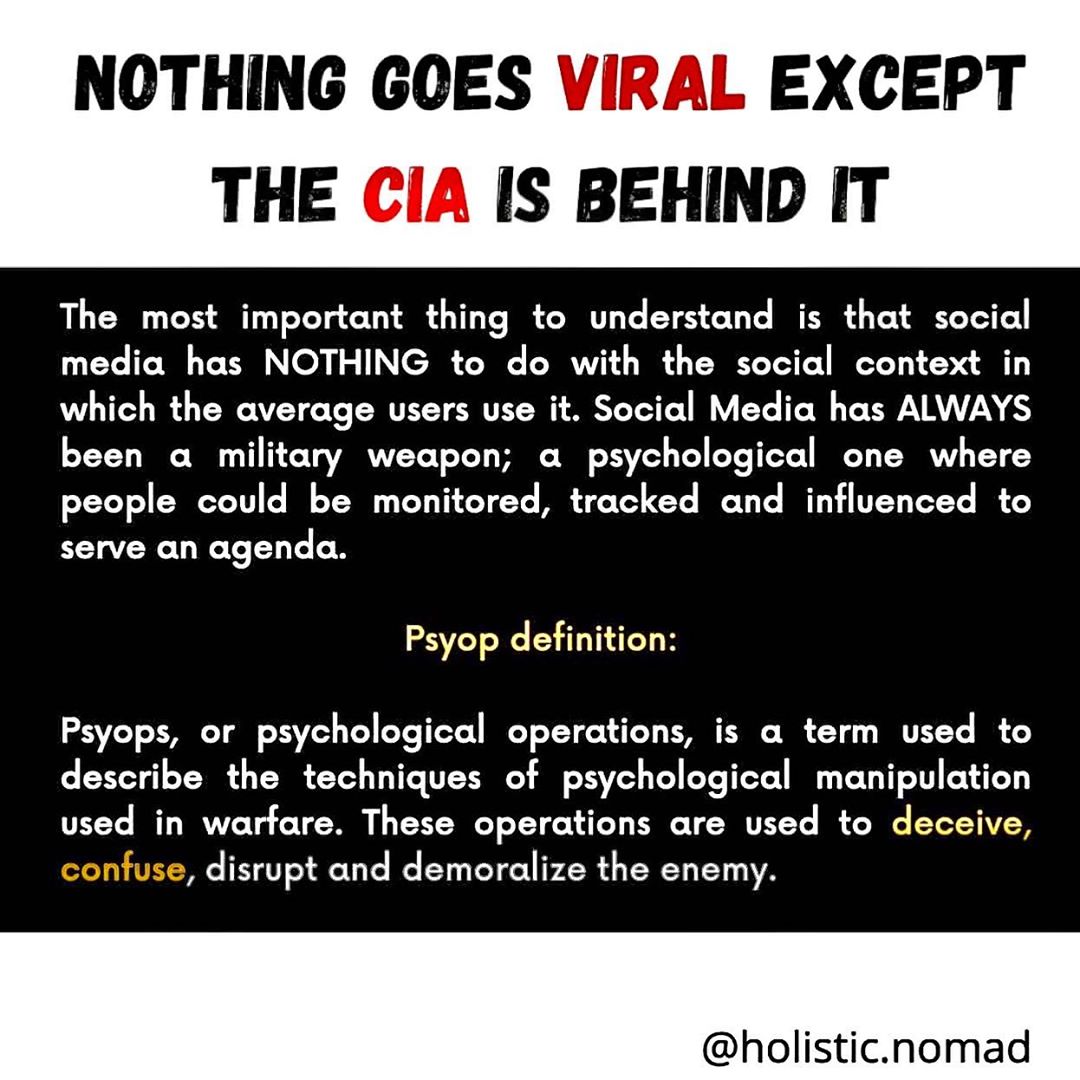 NOTHING GOES VIRAL EXCEPT
THE CIA IS BEHIND IT
The most important thing to understand is that social
media has NOTHING to do with the social context in
which the average users use it. Social Media has ALWAYS
been a military weapon; a psychological one where
people could be monitored, tracked and influenced to
serve an agenda.
Psyop definition:
Psyops, or psychological operations, is a term used to
describe the techniques of psychological manipulation
used in warfare. These operations are used to deceive,
confuse, disrupt and demoralize the enemy.
@holistic.nomad